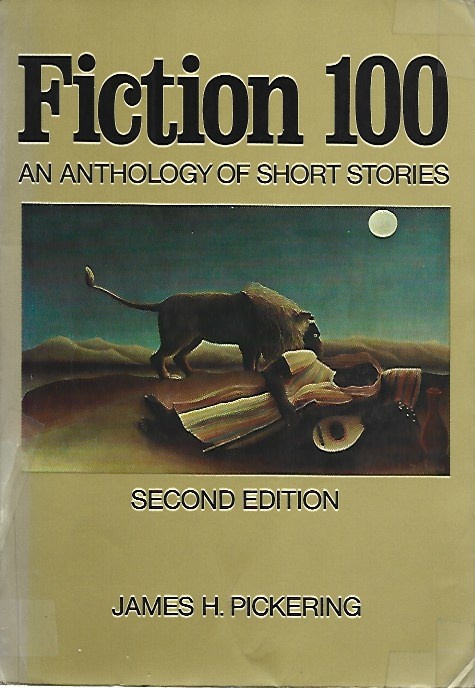 Fiction 100
AN ANTHOLOGY OF SHORT STORIES
SECOND EDITION
JAMES H. PICKERING